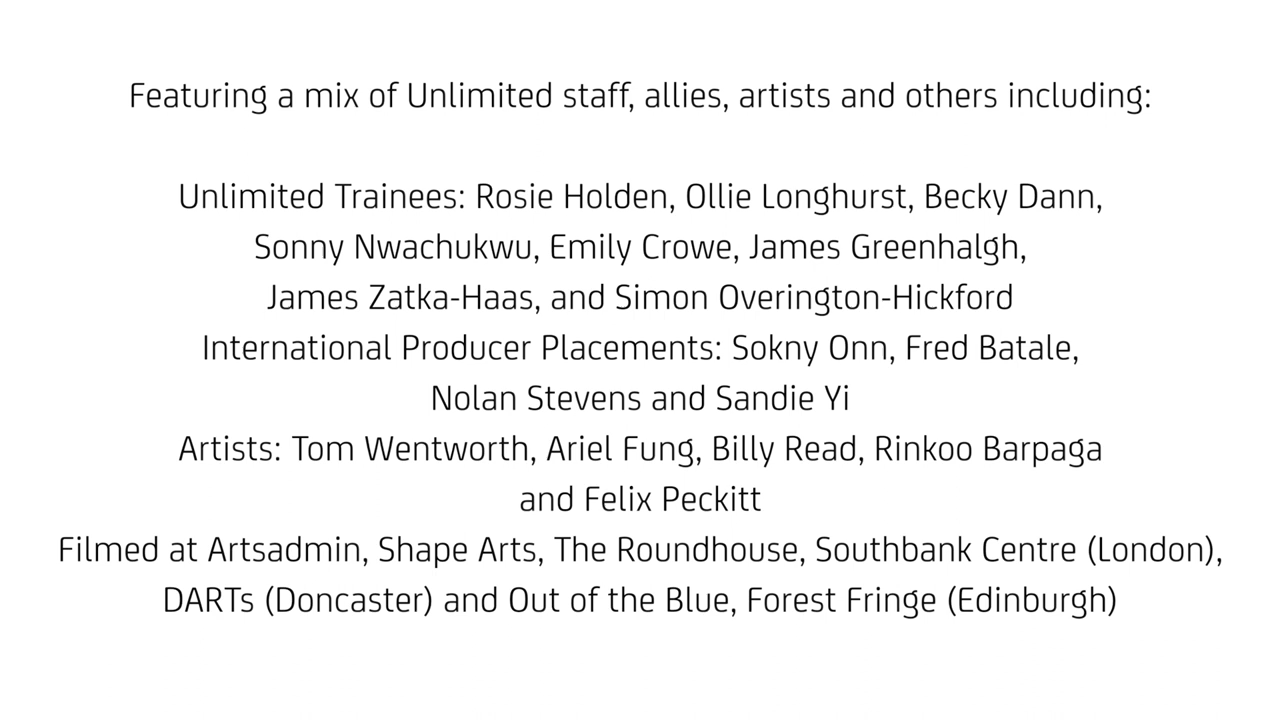 Featuring a mix of Unlimited staff, allies, artists and others including:
Unlimited Trainees: Rosie Holden, Ollie Longhurst, Becky Dann,
Sonny Nwachukwu, Emily Crowe, James Greenhalgh,
James Zatka-Haas, and Simon Overington-Hickford
International Producer Placements: Sokny Onn, Fred Batale,
Nolan Stevens and Sandie Yi
Artists: Tom Wentworth, Ariel Fung, Billy Read, Rinkoo Barpaga
and Felix Peckitt
Filmed at Artsadmin, Shape Arts, The Roundhouse, Southbank Centre (London),
DARTs (Doncaster) and Out of the Blue, Forest Fringe (Edinburgh)